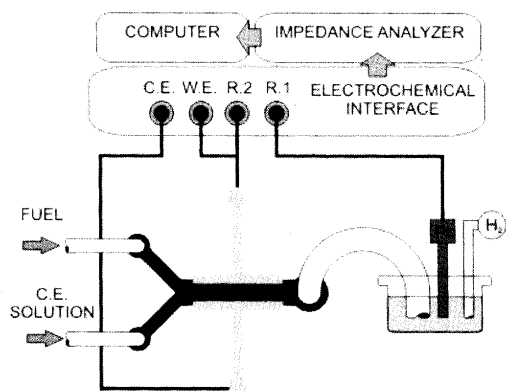 COMPUTER
IMPEDANCE ANALYZER
C.E. W.E. R.2 R.1
ELECTROCHEMICAL
INTERFACE
FUEL
H₂
C.E.
SOLUTION